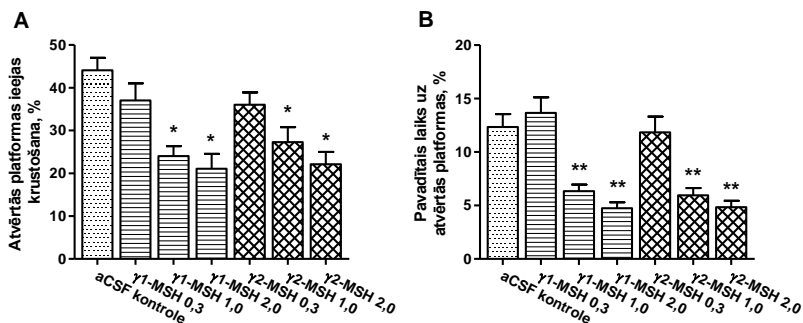 A
Atvērtās platformas ieejas
krustošana, %
50
40
30
20
10
0
*
*
*
*
aCSF kontrole
γ1-MSH 0,3
γ1-MSH 1,0
γ1-MSH 2,0
γ2-MSH 0,3
γ2-MSH 1,0
γ2-MSH 2,0
B
Pavadītais laiks uz
atvērtās platformas, %
20
15
10
5
0
**
**
**
**
aCSF kontrole
γ1-MSH 0,3
γ1-MSH 1,0
γ1-MSH 2,0
γ2-MSH 0,3
γ2-MSH 1,0
γ2-MSH 2,0